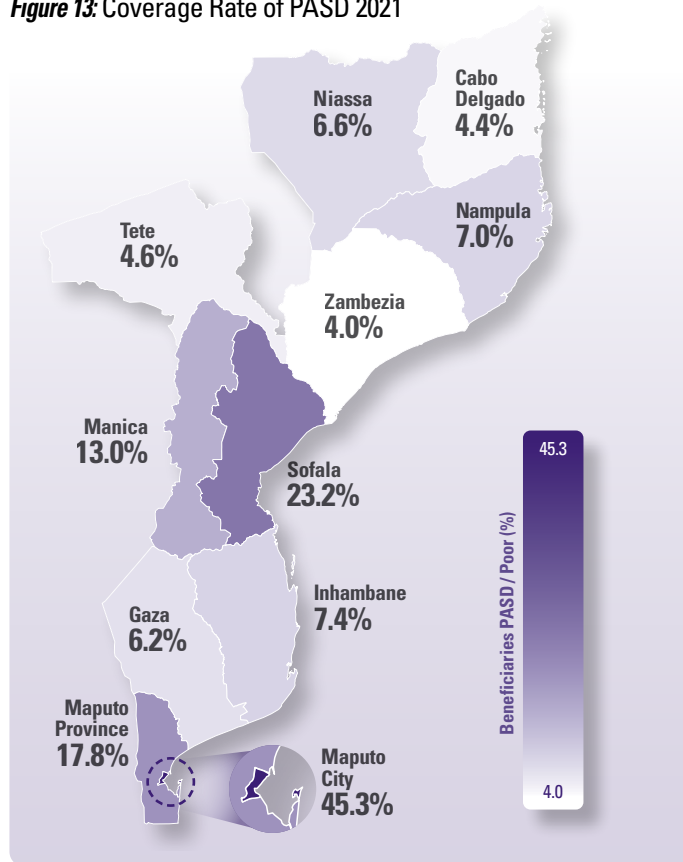 Figure 13: Coverage Rate of PASD 2021
Cabo
Delgado
4.4%
Niassa
6.6%
Nampula
7.0%
Tete
4.6%
Zambezia
4.0%
Manica
13.0%
Sofala
23.2%
Inhambane
7.4%
Gaza
6.2%
Maputo
Province
17.8%
Maputo
City
45.3%
45.3
Beneficiaries PASD / Poor (%)
4.0